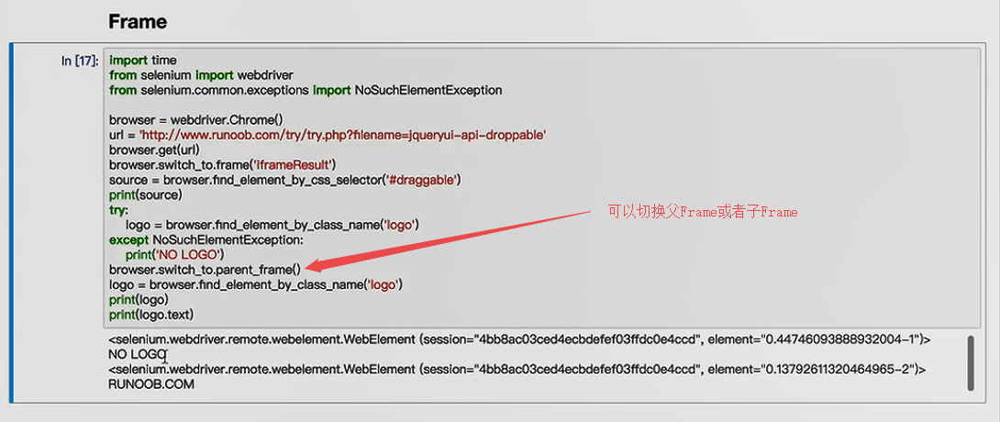 Frame
In [17]:
import time
from selenium import webdriver
from selenium.common.exceptions import NoSuchElementException
browser = webdriver.Chrome()
url = 'http://www.runoob.com/try/try.php?filename=jqueryui-api-droppable'
browser.get(url)
browser.switch_to.frame('iframeResult')
source = browser.find_element_by_css_selector('#draggable')
print(source)
try:
logo = browser.find_element_by_class_name('logo')
except NoSuchElementException:
print('NO LOGO')
browser.switch_to.parent_frame()
logo = browser.find_element_by_class_name('logo')
print(logo)
print(logo.text)
可以切换父Frame或者子Frame
<selenium.webdriver.remote.webelement.WebElement (session="4bb8ac03ced4ecbdefef03ffdc0e4ccd", element="0.44746093888932004-1")>
NO LOGO
<selenium.webdriver.remote.webelement.WebElement (session="4bb8ac03ced4ecbdefef03ffdc0e4ccd", element="0.13792611320464965-2")>
RUNOOB.COM